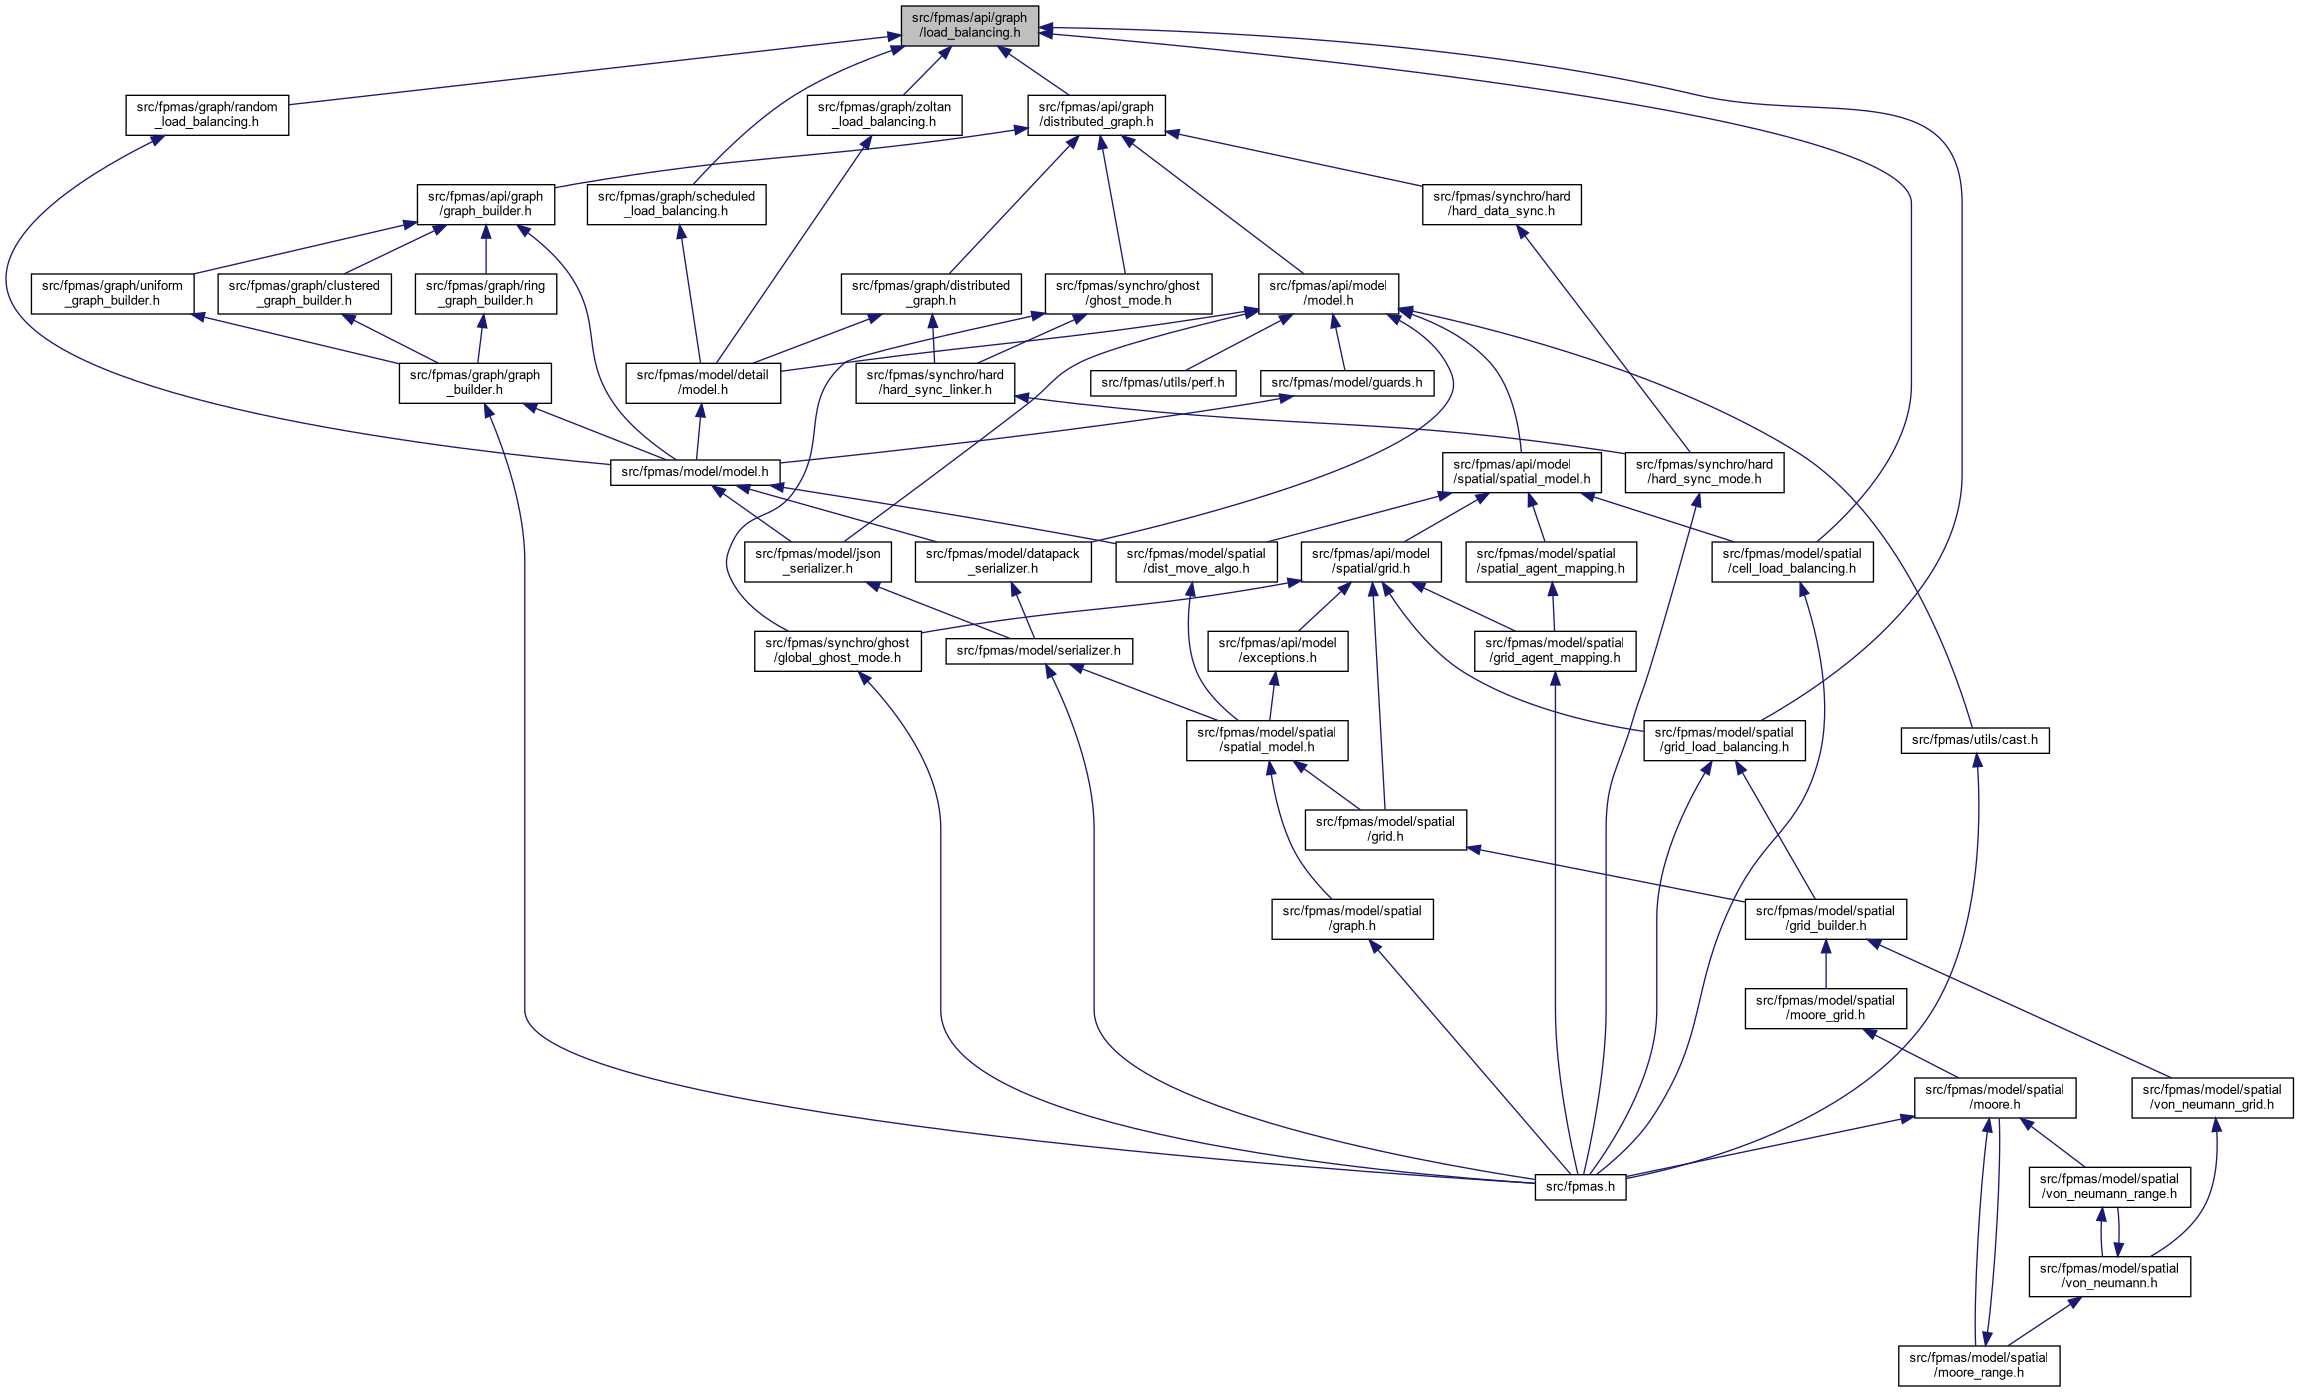 src/fpmas/api/graph
/load_balancing.h
src/fpmas/graph/random
_load_balancing.h
src/fpmas/graph/zoltan
_load_balancing.h
src/fpmas/api/graph
/distributed_graph.h
src/fpmas/api/graph
/graph_builder.h
src/fpmas/graph/scheduled
_load_balancing.h
src/fpmas/synchro/hard
/hard_data_sync.h
src/fpmas/graph/uniform
_graph_builder.h
src/fpmas/graph/clustered
_graph_builder.h
src/fpmas/graph/ring
_graph_builder.h
src/fpmas/graph/distributed
_graph.h
src/fpmas/synchro/ghost
/ghost_mode.h
src/fpmas/api/model
/model.h
src/fpmas/graph/graph
_builder.h
src/fpmas/model/detail
/model.h
src/fpmas/synchro/hard
/hard_sync_linker.h
src/fpmas/utils/perf.h
src/fpmas/model/guards.h
src/fpmas/model/model.h
src/fpmas/api/model
/spatial/spatial_model.h
src/fpmas/synchro/hard
/hard_sync_mode.h
src/fpmas/model/json
_serializer.h
src/fpmas/model/datapack
_serializer.h
src/fpmas/model/spatial
/dist_move_algo.h
src/fpmas/api/model
/spatial/grid.h
src/fpmas/model/spatial
/spatial_agent_mapping.h
src/fpmas/model/spatial
/cell_load_balancing.h
src/fpmas/synchro/ghost
/global_ghost_mode.h
src/fpmas/model/serializer.h
src/fpmas/api/model
/exceptions.h
src/fpmas/model/spatial
/grid_agent_mapping.h
src/fpmas/model/spatial
/spatial_model.h
src/fpmas/model/spatial
/grid_load_balancing.h
src/fpmas/utils/cast.h
src/fpmas/model/spatial
/grid.h
src/fpmas/model/spatial
/graph.h
src/fpmas/model/spatial
/grid_builder.h
src/fpmas/model/spatial
/moore_grid.h
src/fpmas/model/spatial
/moore.h
src/fpmas/model/spatial
/von_neumann_grid.h
src/fpmas.h
src/fpmas/model/spatial
/von_neumann_range.h
src/fpmas/model/spatial
/von_neumann.h
src/fpmas/model/spatial
/moore_range.h